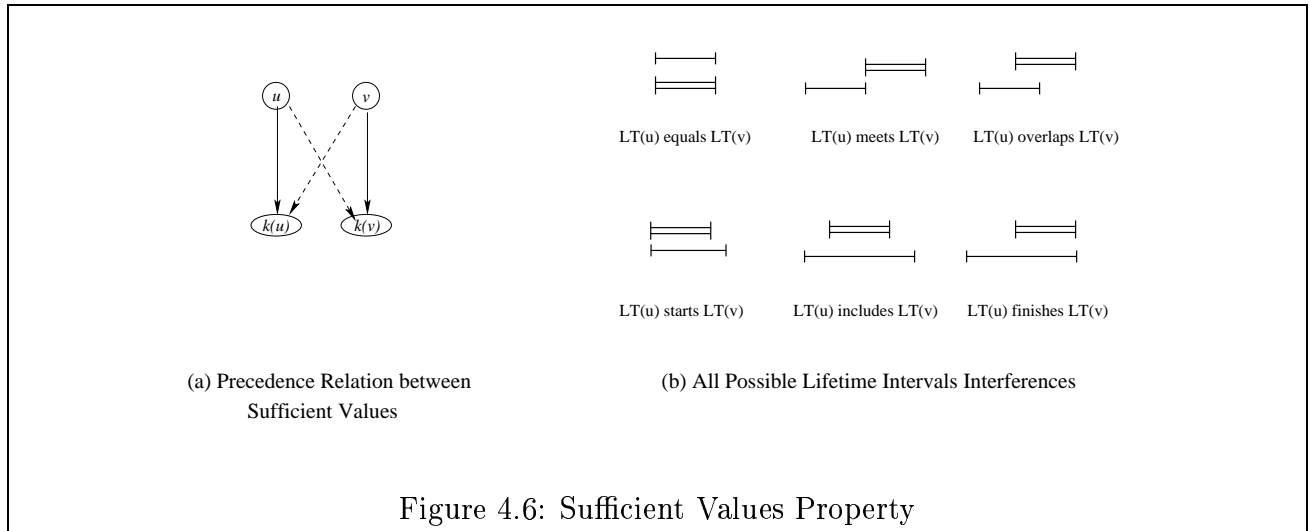 u v
k(u) k(v)
LT(u) equals LT(v) LT(u) meets LT(v) LT(u) overlaps LT(v)
LT(u) starts LT(v) LT(u) includes LT(v) LT(u) finishes LT(v)
(a) Precedence Relation between
Sufficient Values
(b) All Possible Lifetime Intervals Interferences
Figure 4.6: Sufficient Values Property